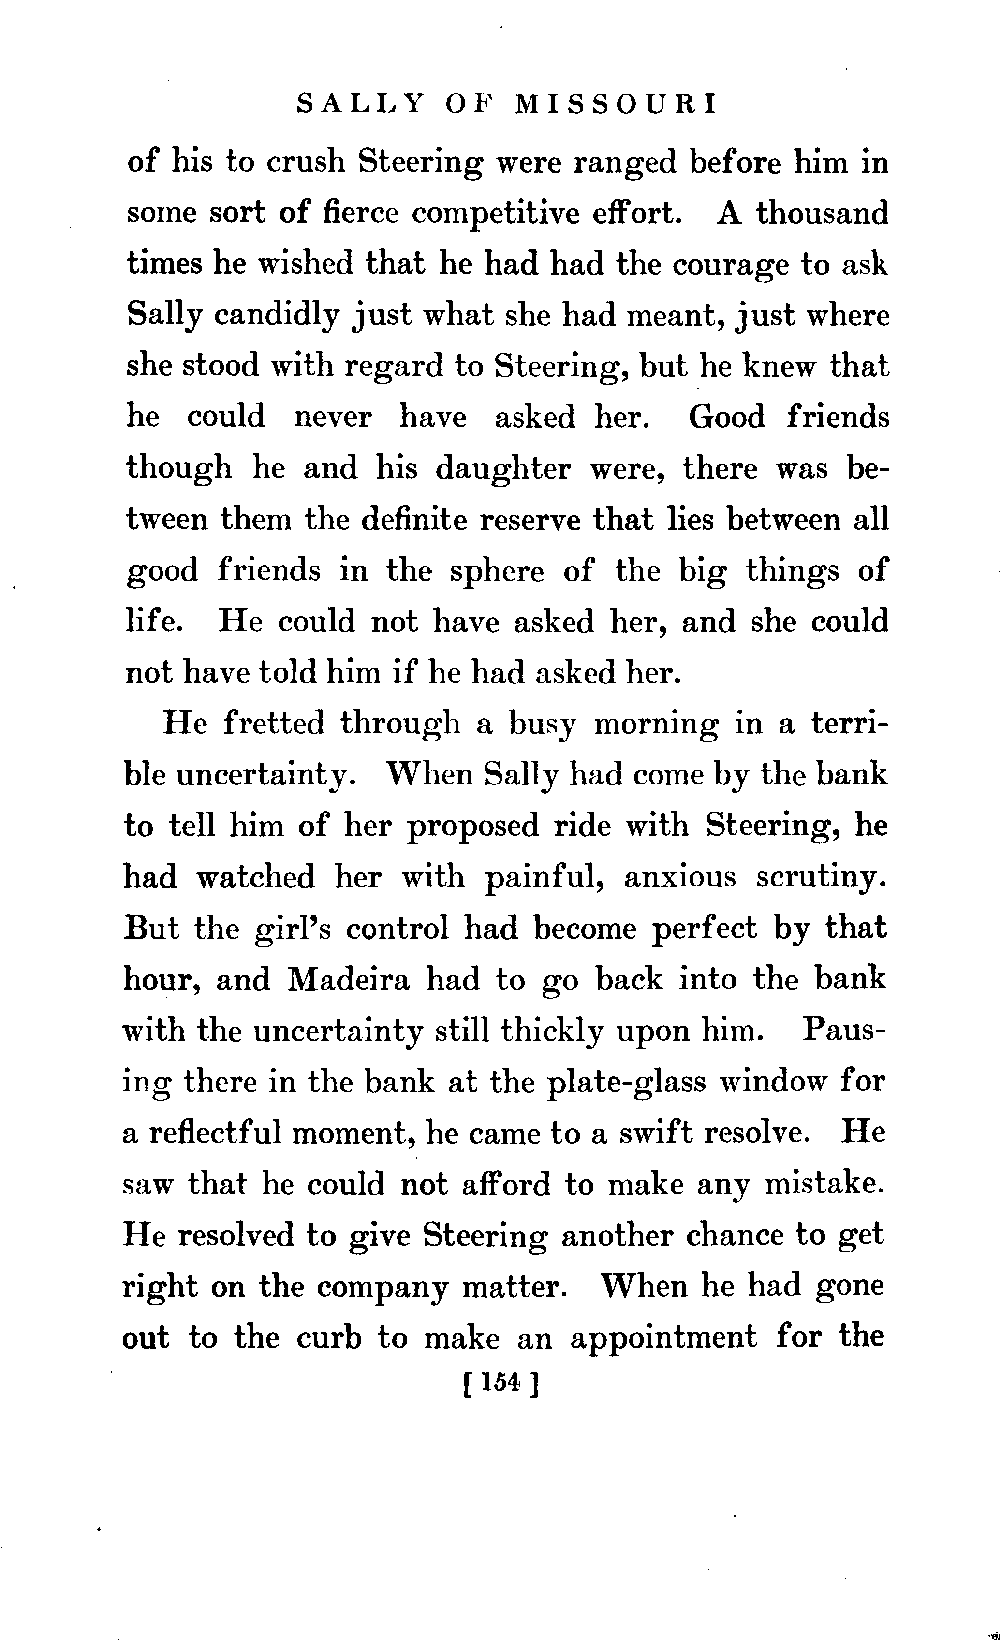 SALLY OF MISSOURI
of his to crush Steering were ranged before him in
some sort of fierce competitive effort. A thousand
times he wished that he had had the courage to ask
Sally candidly just what she had meant, just where
she stood with regard to Steering, but he knew that
he could never have asked her. Good friends
though he and his daughter were, there was be-
tween them the definite reserve that lies between all
good friends in the sphere of the big things of
life. He could not have asked her, and she could
not have told him if he had asked her.
He fretted through a busy morning in a terri-
ble uncertainty. When Sally had come by the bank
to tell him of her proposed ride with Steering, he
had watched her with painful, anxious scrutiny.
But the girl's control had become perfect by that
hour, and Madeira had to go back into the bank
with the uncertainty still thickly upon him. Paus-
ing there in the bank at the plate-glass window for
a reflectful moment, he came to a swift resolve. He
saw that he could not afford to make any mistake.
He resolved to give Steering another chance to get
right on the company matter. When he had gone
out to the curb to make an appointment for the
[ 154 ]